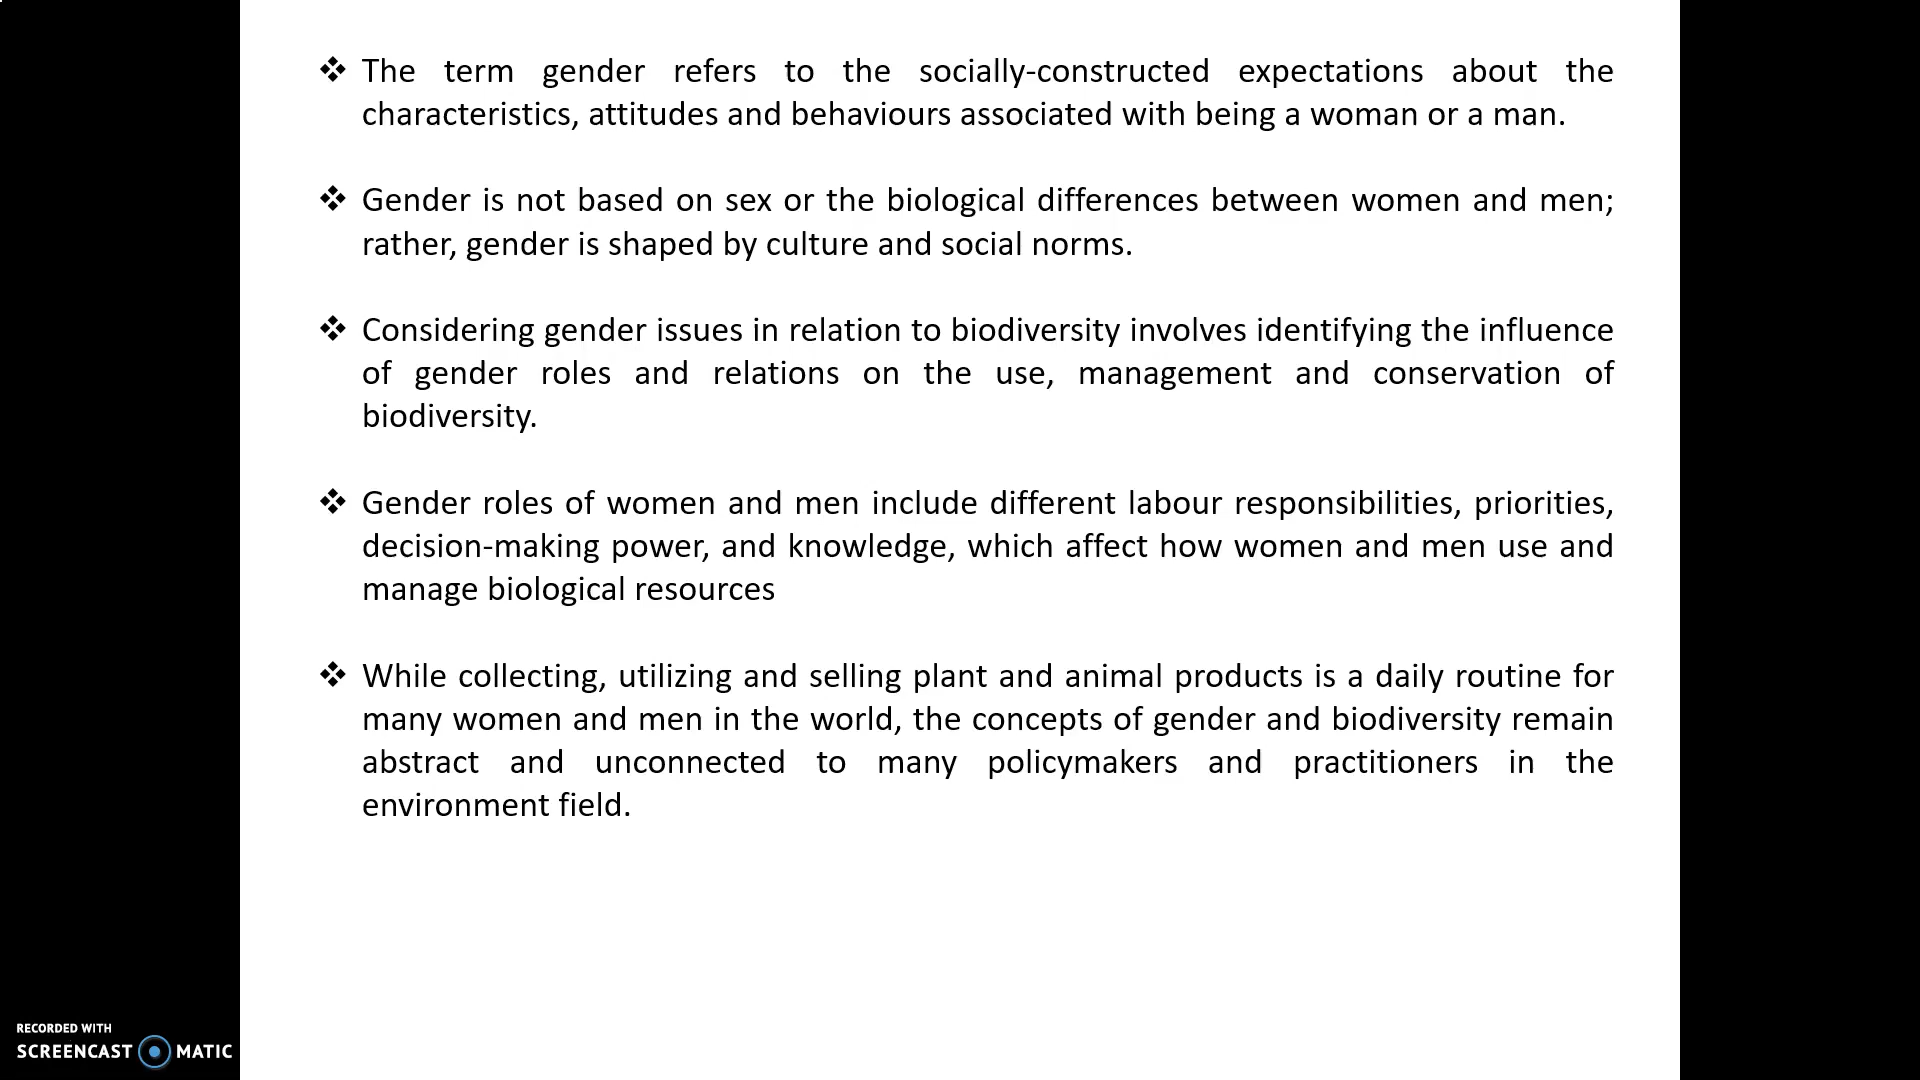 ❖ The term gender refers to the socially-constructed expectations about the
characteristics, attitudes and behaviours associated with being a woman or a man.
❖ Gender is not based on sex or the biological differences between women and men;
rather, gender is shaped by culture and social norms.
❖ Considering gender issues in relation to biodiversity involves identifying the influence
of gender roles and relations on the use, management and conservation of
biodiversity.
❖ Gender roles of women and men include different labour responsibilities, priorities,
decision-making power, and knowledge, which affect how women and men use and
manage biological resources
❖ While collecting, utilizing and selling plant and animal products is a daily routine for
many women and men in the world, the concepts of gender and biodiversity remain
abstract and unconnected to many policymakers and practitioners in the
environment field.
RECORDED WITH
SCREENCAST MATIC